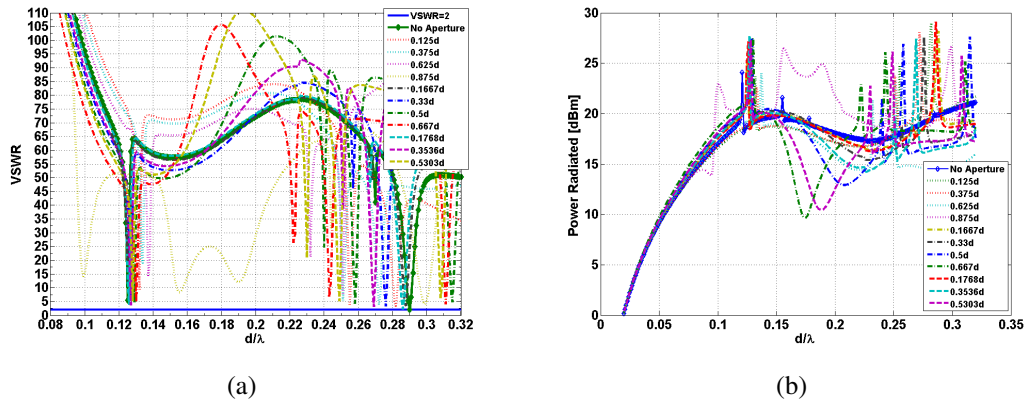 VSWR
110
105
100
95
90
85
80
75
70
65
60
55
50
45
40
35
30
25
20
15
10
5
0
0.08 0.1 0.12 0.14 0.16 0.18 0.2 0.22 0.24 0.26 0.28 0.3 0.32
d/λ
VSWR=2
No Aperture
0.125d
0.375d
0.625d
0.875d
0.1667d
0.33d
0.5d
0.667d
0.1768d
0.3536d
0.5303d
(a)
Power Radiated [dBm]
30
25
20
15
10
5
0
0 0.05 0.1 0.15 0.2 0.25 0.3 0.35
d/λ
No Aperture
0.125d
0.375d
0.625d
0.875d
0.1667d
0.33d
0.5d
0.667d
0.1768d
0.3536d
0.5303d
(b)